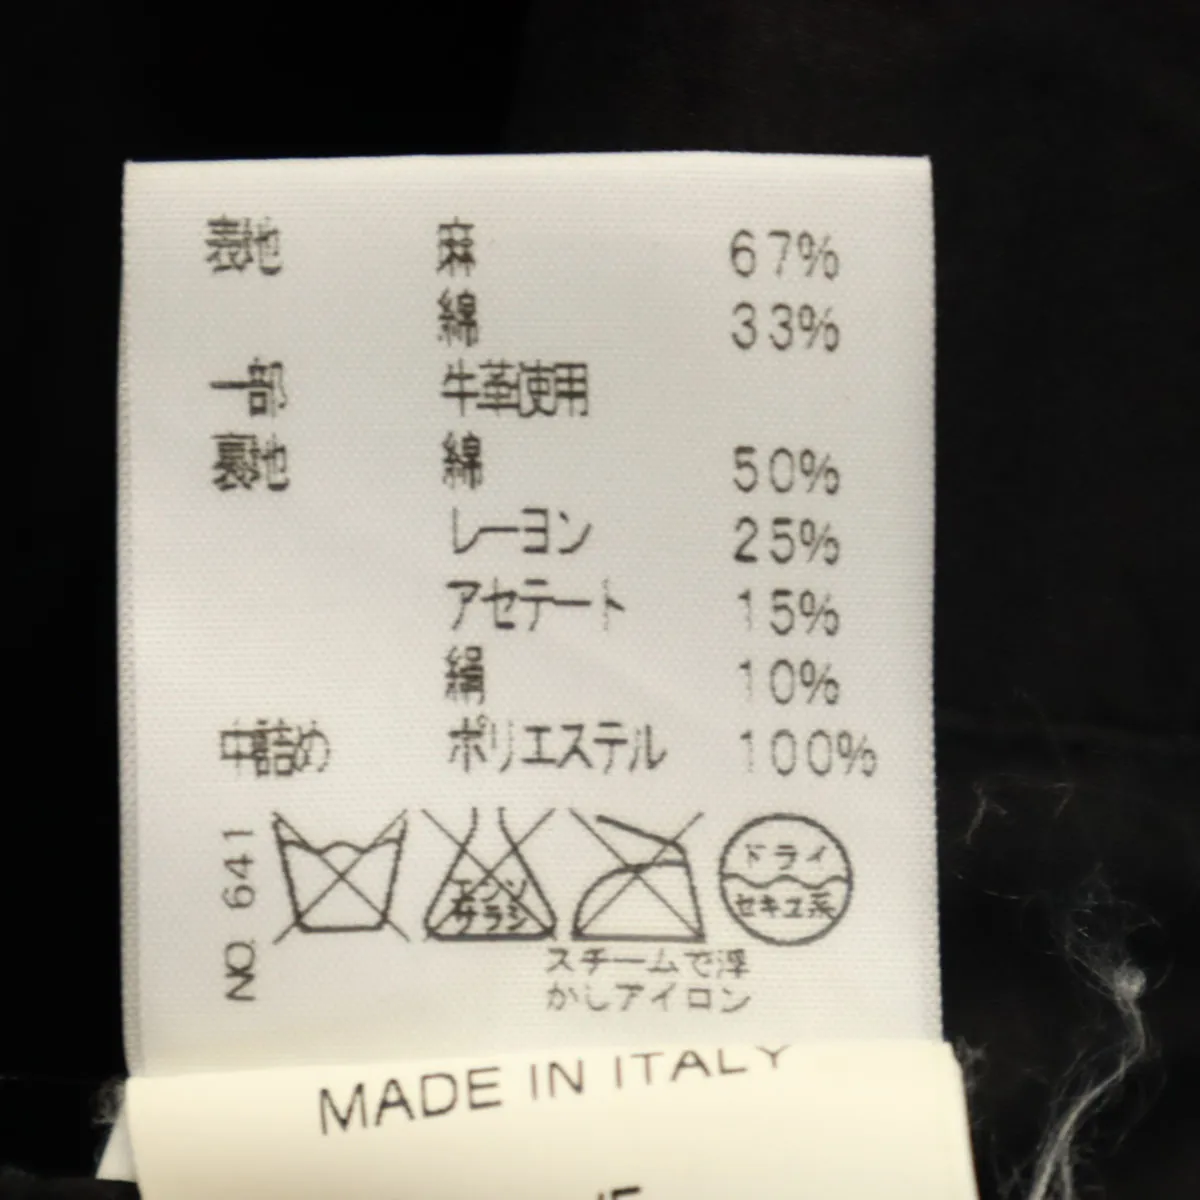 表地 麻 67%
綿 33%
一部 牛革使用
裏地 綿 50%
レーヨン 25%
アセテート 15%
絹 10%
中詰め ポリエステル 100%
NO. 641
エンソ
サラシ
ドライ
セキユ系
スチームで浮
かしアイロン
MADE IN ITALY